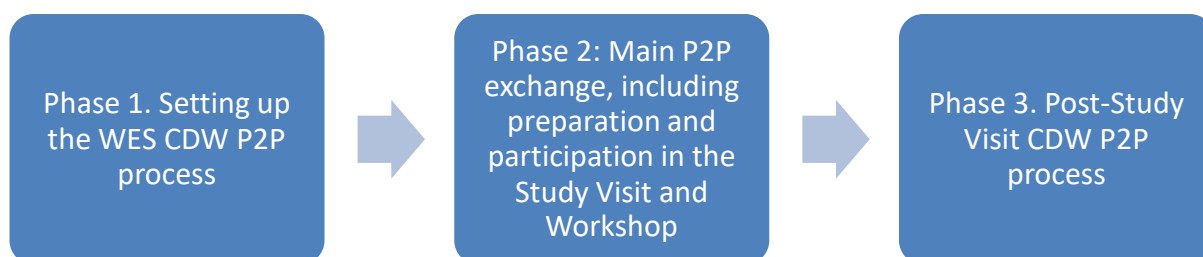 Phase 1. Setting up
the WES CDW P2P
process
Phase 2: Main P2P
exchange, including
preparation and
participation in the
Study Visit and
Workshop
Phase 3. Post-Study
Visit CDW P2P
process